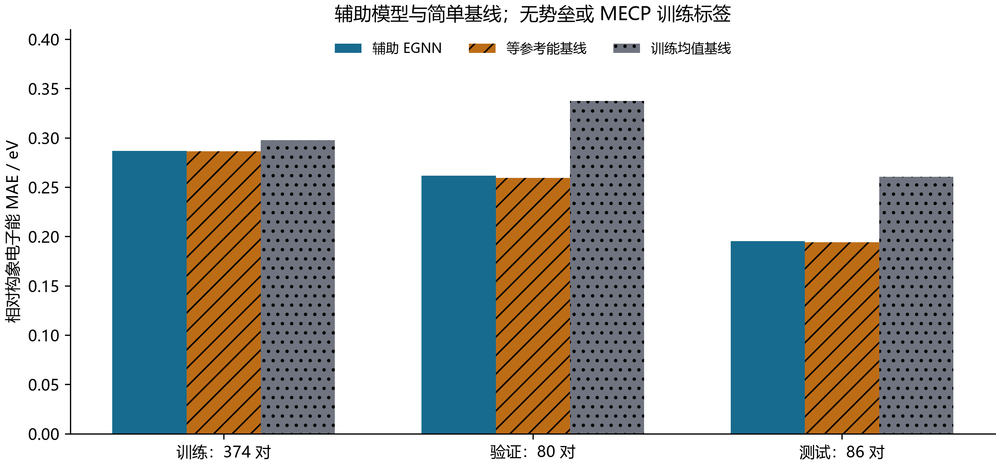 辅助模型与简单基线；无势垒或 MECP 训练标签
辅助 EGNN
等参考能基线
训练均值基线
相对构象电子能 MAE / eV
0.40
0.35
0.30
0.25
0.20
0.15
0.10
0.05
0.00
训练：374 对
验证：80 对
测试：86 对